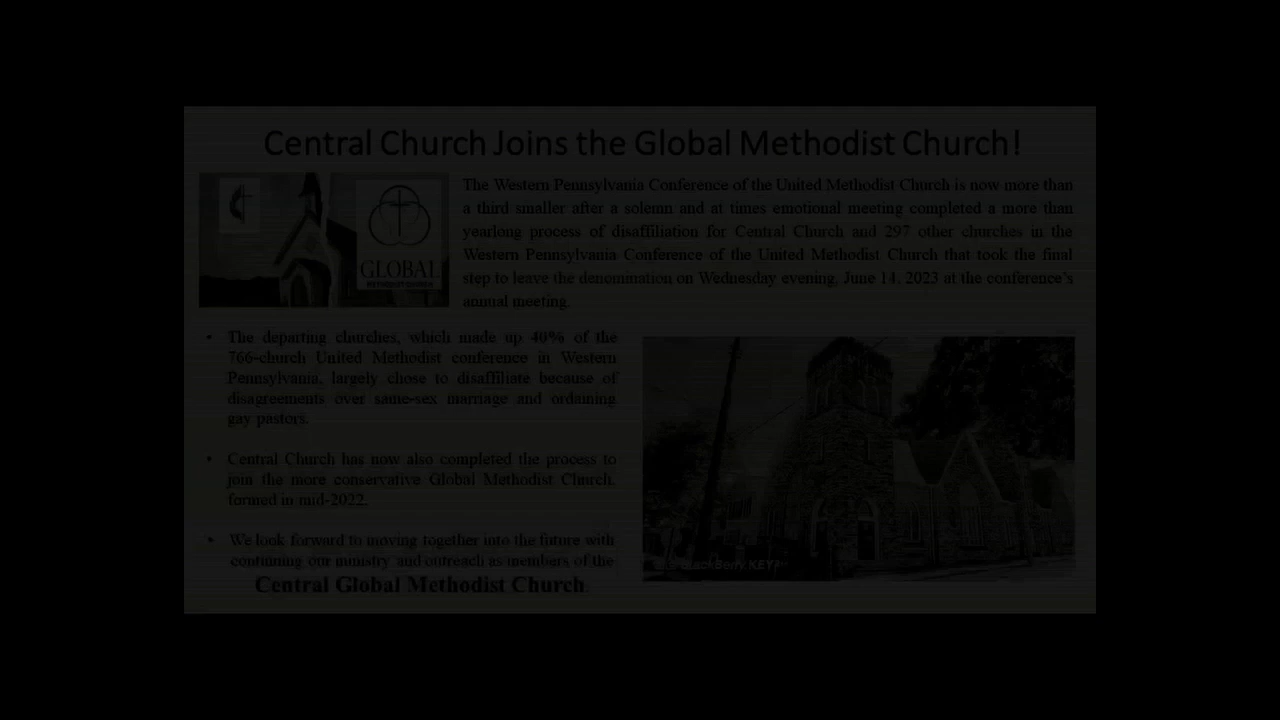 Central Church Joins the Global Methodist Church!
The Western Pennsylvania Conference of the United Methodist Church is now more than
a third smaller after a solemn and at times emotional meeting completed a more than
yearlong process of disaffiliation for Central Church and 297 other churches in the
Western Pennsylvania Conference of the United Methodist Church that took the final
step to leave the denomination on Wednesday evening, June 14, 2023 at the conference's
annual meeting.
GLOBAL
METHODIST CHURCH
• The departing churches, which made up 40% of the
766-church United Methodist conference in Western
Pennsylvania, largely chose to disaffiliate because of
disagreements over same-sex marriage and ordaining
gay pastors.
• Central Church has now also completed the process to
join the more conservative Global Methodist Church,
formed in mid-2022.
• We look forward to moving together into the future with
continuing our ministry and outreach as members of the
Central Global Methodist Church.
BlackBerry KEY